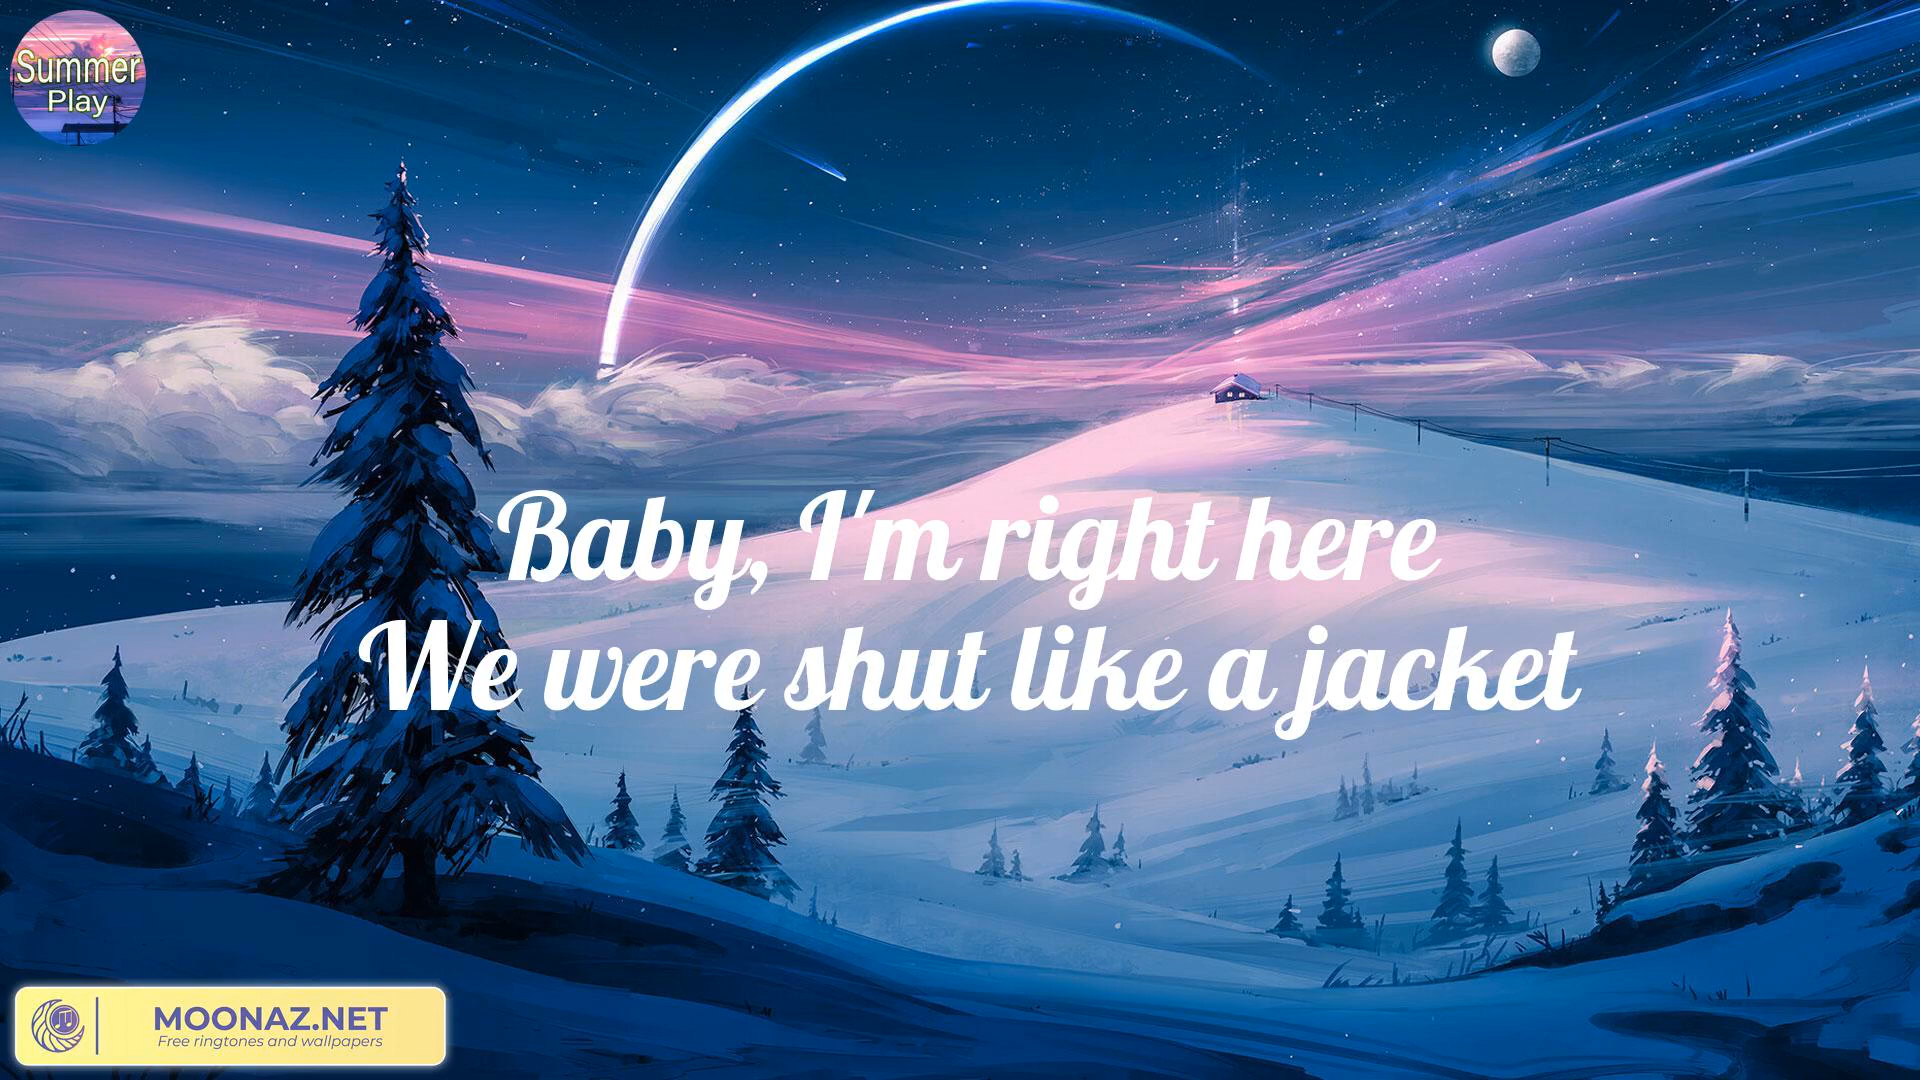 Summer
Play
Baby, I'm right here
We were shut like a jacket
MOONAZ.NET
Free ringtones and wallpapers